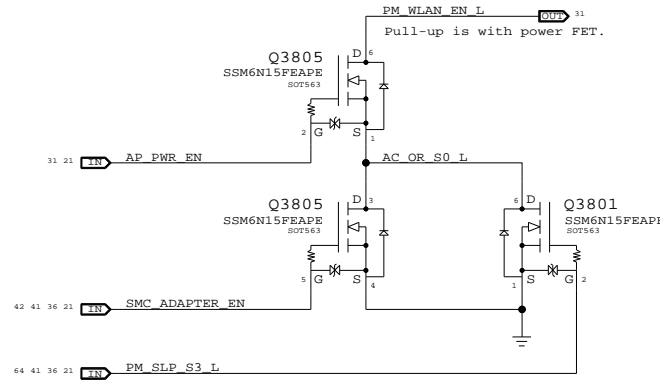 PM_WLAN_EN_L
OUT 31
Pull-up is with power FET.
Q3805
SSM6N15FEAPE
SOT563
D 6
2 G S 1
31 21 IN AP_PWR_EN
AC_OR_S0_L
Q3805
SSM6N15FEAPE
SOT563
D 3
5 G S 4
6 D
Q3801
SSM6N15FEAPE
SOT563
1 S G 2
42 41 36 21 IN SMC_ADAPTER_EN
64 41 36 21 IN PM_SLP_S3_L